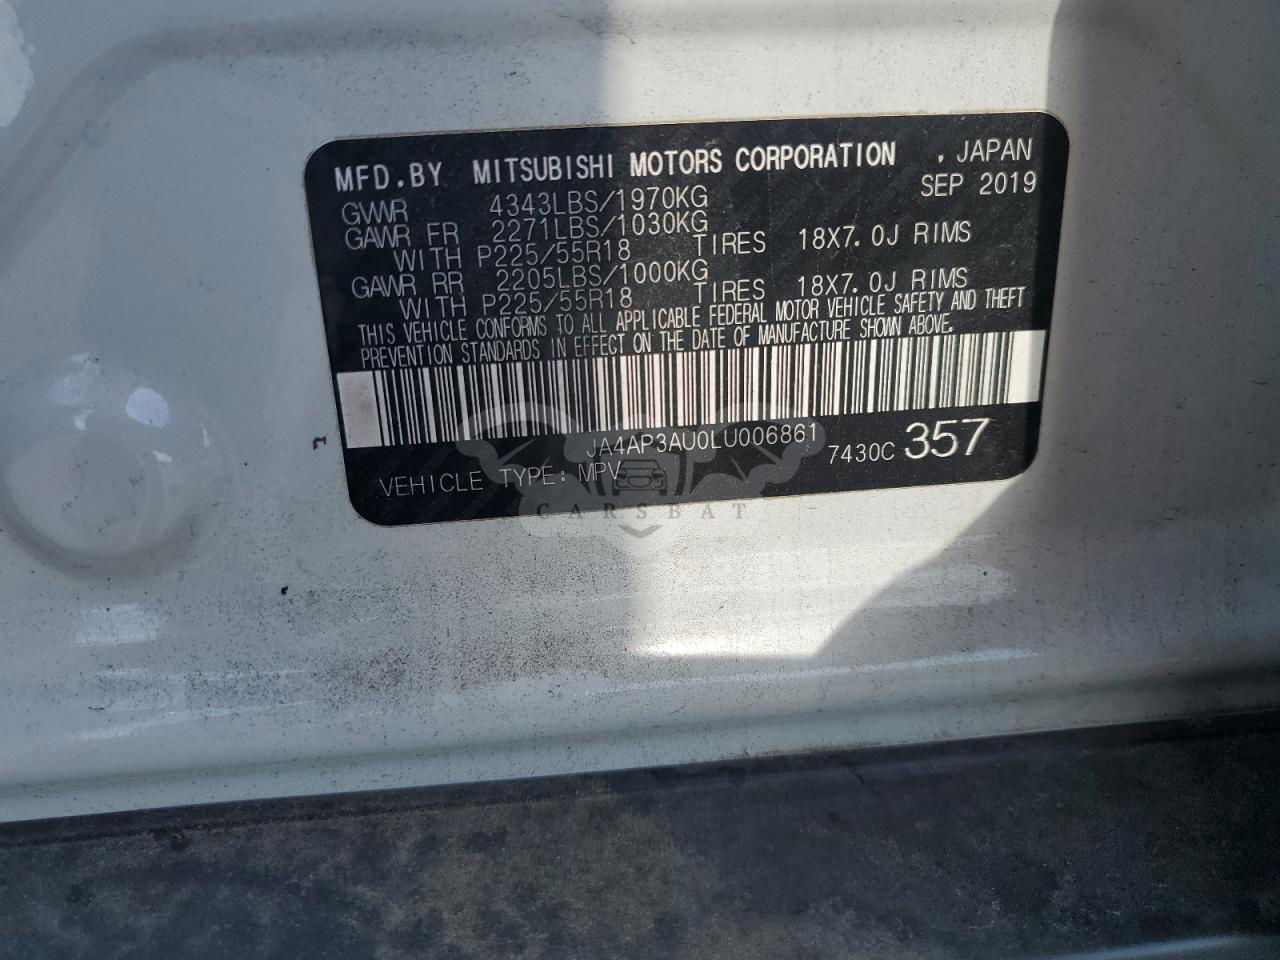 MFD.BY MITSUBISHI MOTORS CORPORATION , JAPAN
SEP 2019
GVWR 4343LBS/1970KG
GAWR FR 2271LBS/1030KG
WITH P225/55R18 TIRES 18X7.0J RIMS
GAWR RR 2205LBS/1000KG
WITH P225/55R18 TIRES 18X7.0J RIMS
THIS VEHICLE CONFORMS TO ALL APPLICABLE FEDERAL MOTOR VEHICLE SAFETY AND THEFT
PREVENTION STANDARDS IN EFFECT ON THE DATE OF MANUFACTURE SHOWN ABOVE.
JA4AP3AU0LU006861
7430C 357
VEHICLE TYPE: MPV
CARSBAT